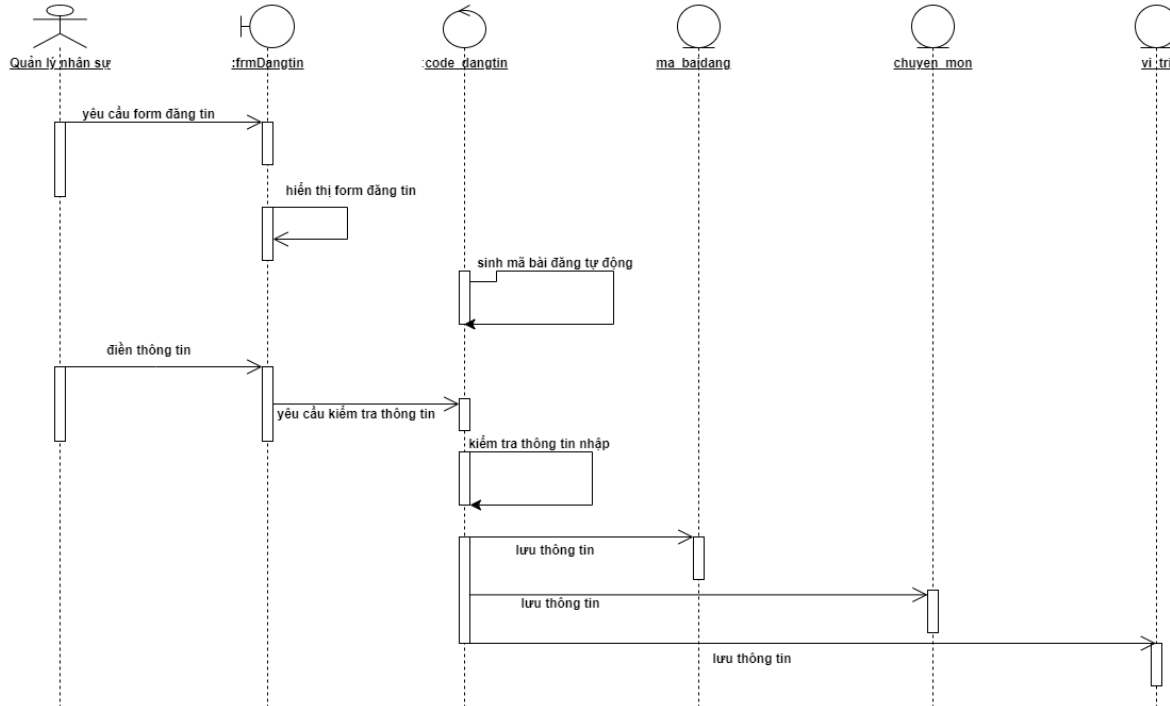 Quản lý nhân sự
:frmDangtin
:code_dangtin
ma_baidang
chuyen_mon
vi_tri
yêu cầu form đăng tin
hiển thị form đăng tin
sinh mã bài đăng tự động
điền thông tin
yêu cầu kiểm tra thông tin
kiểm tra thông tin nhập
lưu thông tin
lưu thông tin
lưu thông tin